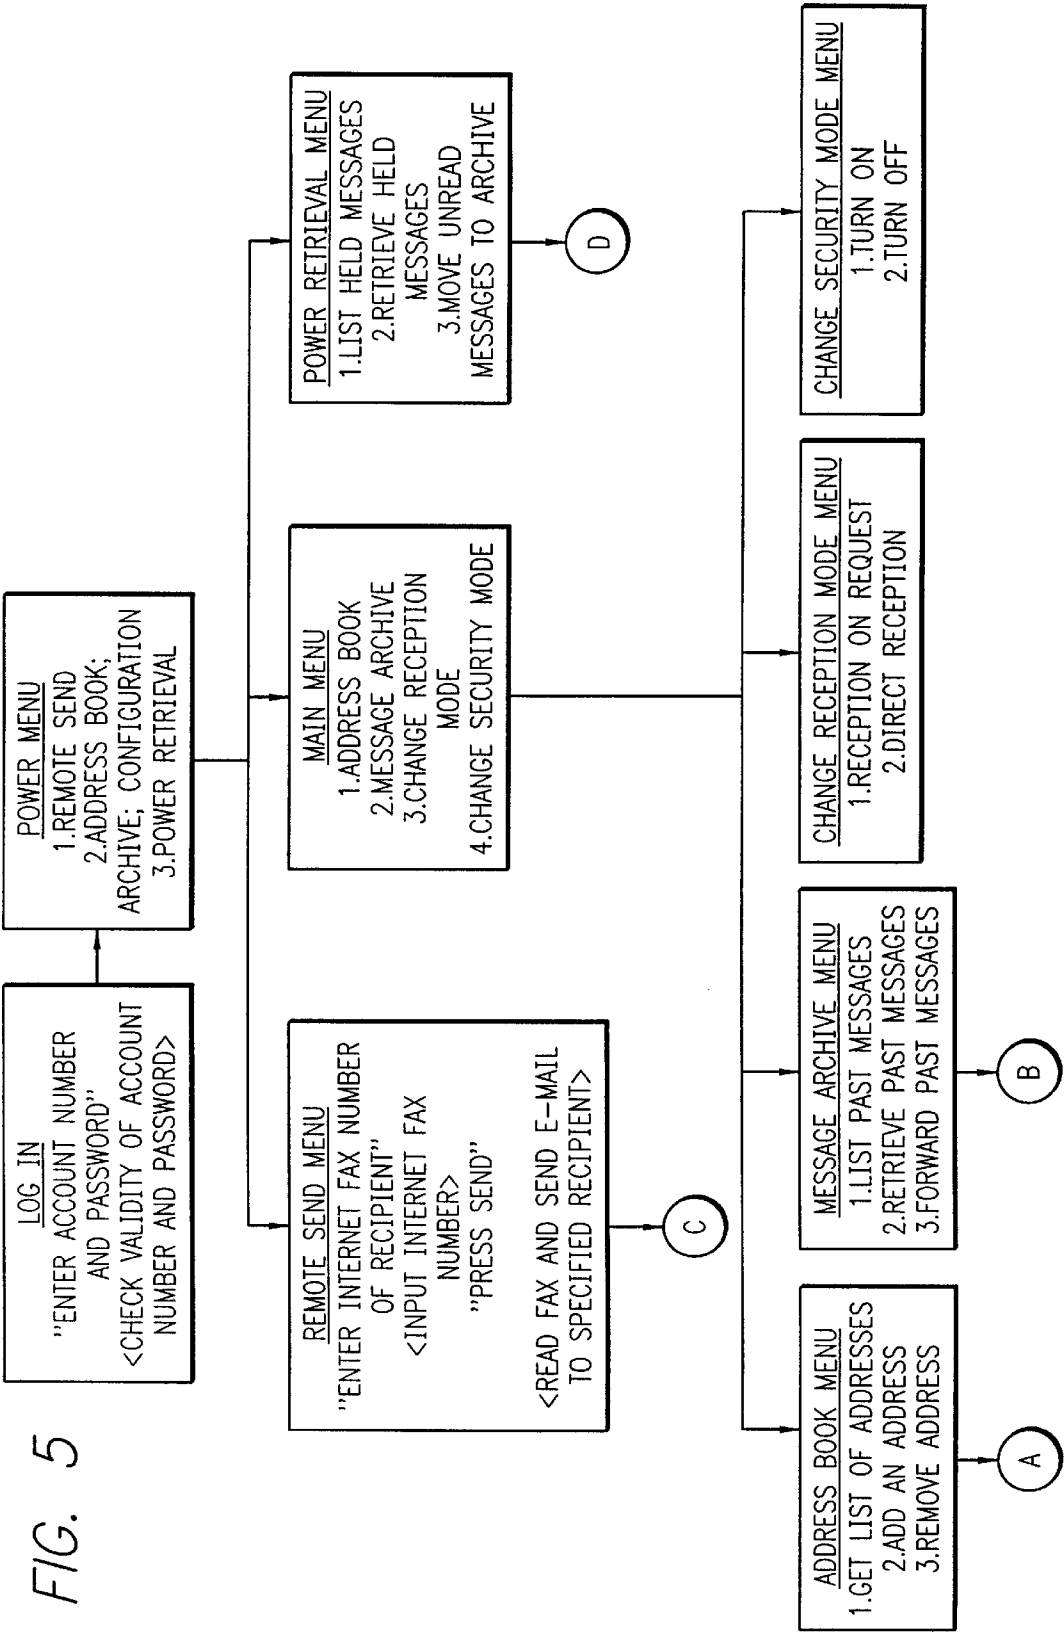 FIG. 5
LOG IN
"ENTER ACCOUNT NUMBER
AND PASSWORD"
<CHECK VALIDITY OF ACCOUNT
NUMBER AND PASSWORD>
POWER MENU
1.REMOTE SEND
2.ADDRESS BOOK;
ARCHIVE; CONFIGURATION
3.POWER RETRIEVAL
REMOTE SEND MENU
"ENTER INTERNET FAX NUMBER
OF RECIPIENT"
<INPUT INTERNET FAX
NUMBER>
"PRESS SEND"
<READ FAX AND SEND E-MAIL
TO SPECIFIED RECIPIENT>
C
MAIN MENU
1.ADDRESS BOOK
2.MESSAGE ARCHIVE
3.CHANGE RECEPTION
MODE
4.CHANGE SECURITY MODE
POWER RETRIEVAL MENU
1.LIST HELD MESSAGES
2.RETRIEVE HELD
MESSAGES
3.MOVE UNREAD
MESSAGES TO ARCHIVE
D
ADDRESS BOOK MENU
1.GET LIST OF ADDRESSES
2.ADD AN ADDRESS
3.REMOVE ADDRESS
A
MESSAGE ARCHIVE MENU
1.LIST PAST MESSAGES
2.RETRIEVE PAST MESSAGES
3.FORWARD PAST MESSAGES
B
CHANGE RECEPTION MODE MENU
1.RECEPTION ON REQUEST
2.DIRECT RECEPTION
CHANGE SECURITY MODE MENU
1.TURN ON
2.TURN OFF